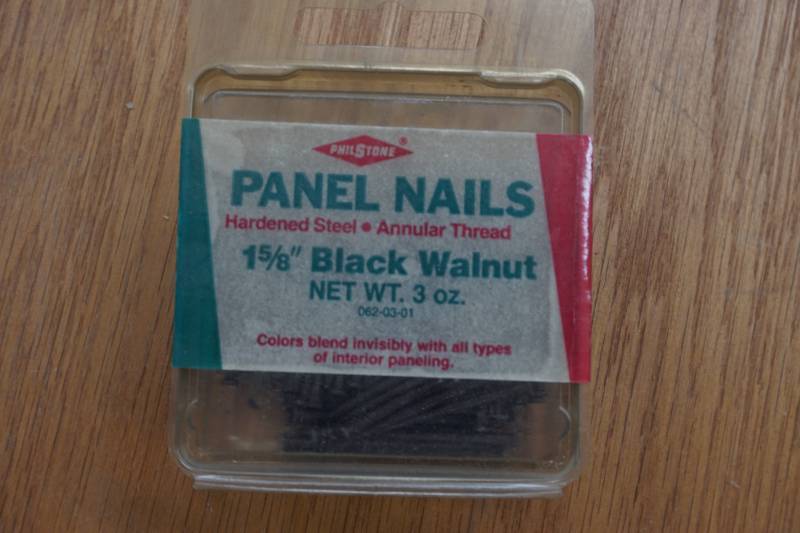 PHILSTONE ®
PANEL NAILS
Hardened Steel • Annular Thread
1⅝" Black Walnut
NET WT. 3 oz.
062-03-01
Colors blend invisibly with all types
of interior paneling.